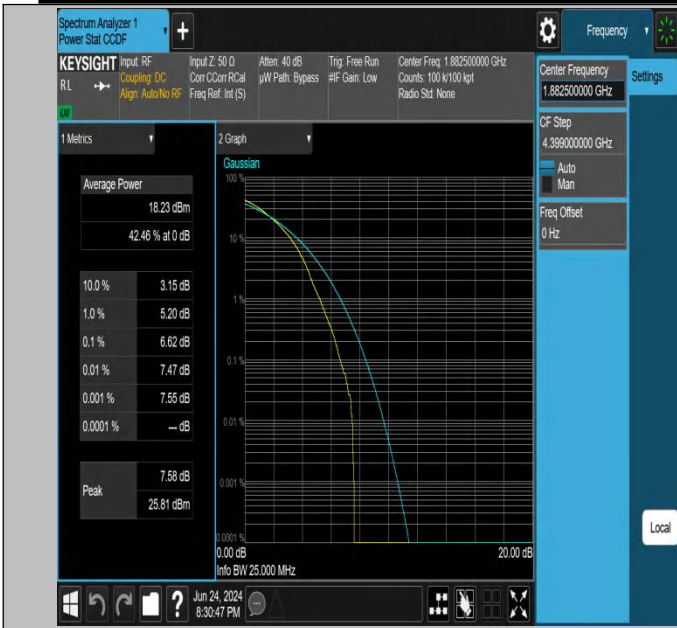 Spectrum Analyzer 1
Power Stat CCDF
+
Frequency
KEYSIGHT
RL
LXI
Input: RF
Coupling: DC
Align: Auto/No RF
Input Z: 50 Ω
Corr CCorr RCal
Freq Ref: Int (S)
Atten: 40 dB
µW Path: Bypass
Trig: Free Run
#IF Gain: Low
Center Freq: 1.882500000 GHz
Counts: 100 k/100 kpt
Radio Std: None
Center Frequency
1.882500000 GHz
Settings
CF Step
4.399000000 GHz
Auto
Man
Freq Offset
0 Hz
1 Metrics
Average Power
18.23 dBm
42.46 % at 0 dB
10.0 % 3.15 dB
1.0 % 5.20 dB
0.1 % 6.62 dB
0.01 % 7.47 dB
0.001 % 7.55 dB
0.0001 % --- dB
Peak
7.58 dB
25.81 dBm
2 Graph
Gaussian
100 %
10 %
1 %
0.1 %
0.01 %
0.001 %
0.0001 %
0.00 dB
20.00 dB
Info BW 25.000 MHz
Local
?
Jun 24, 2024
8:30:47 PM